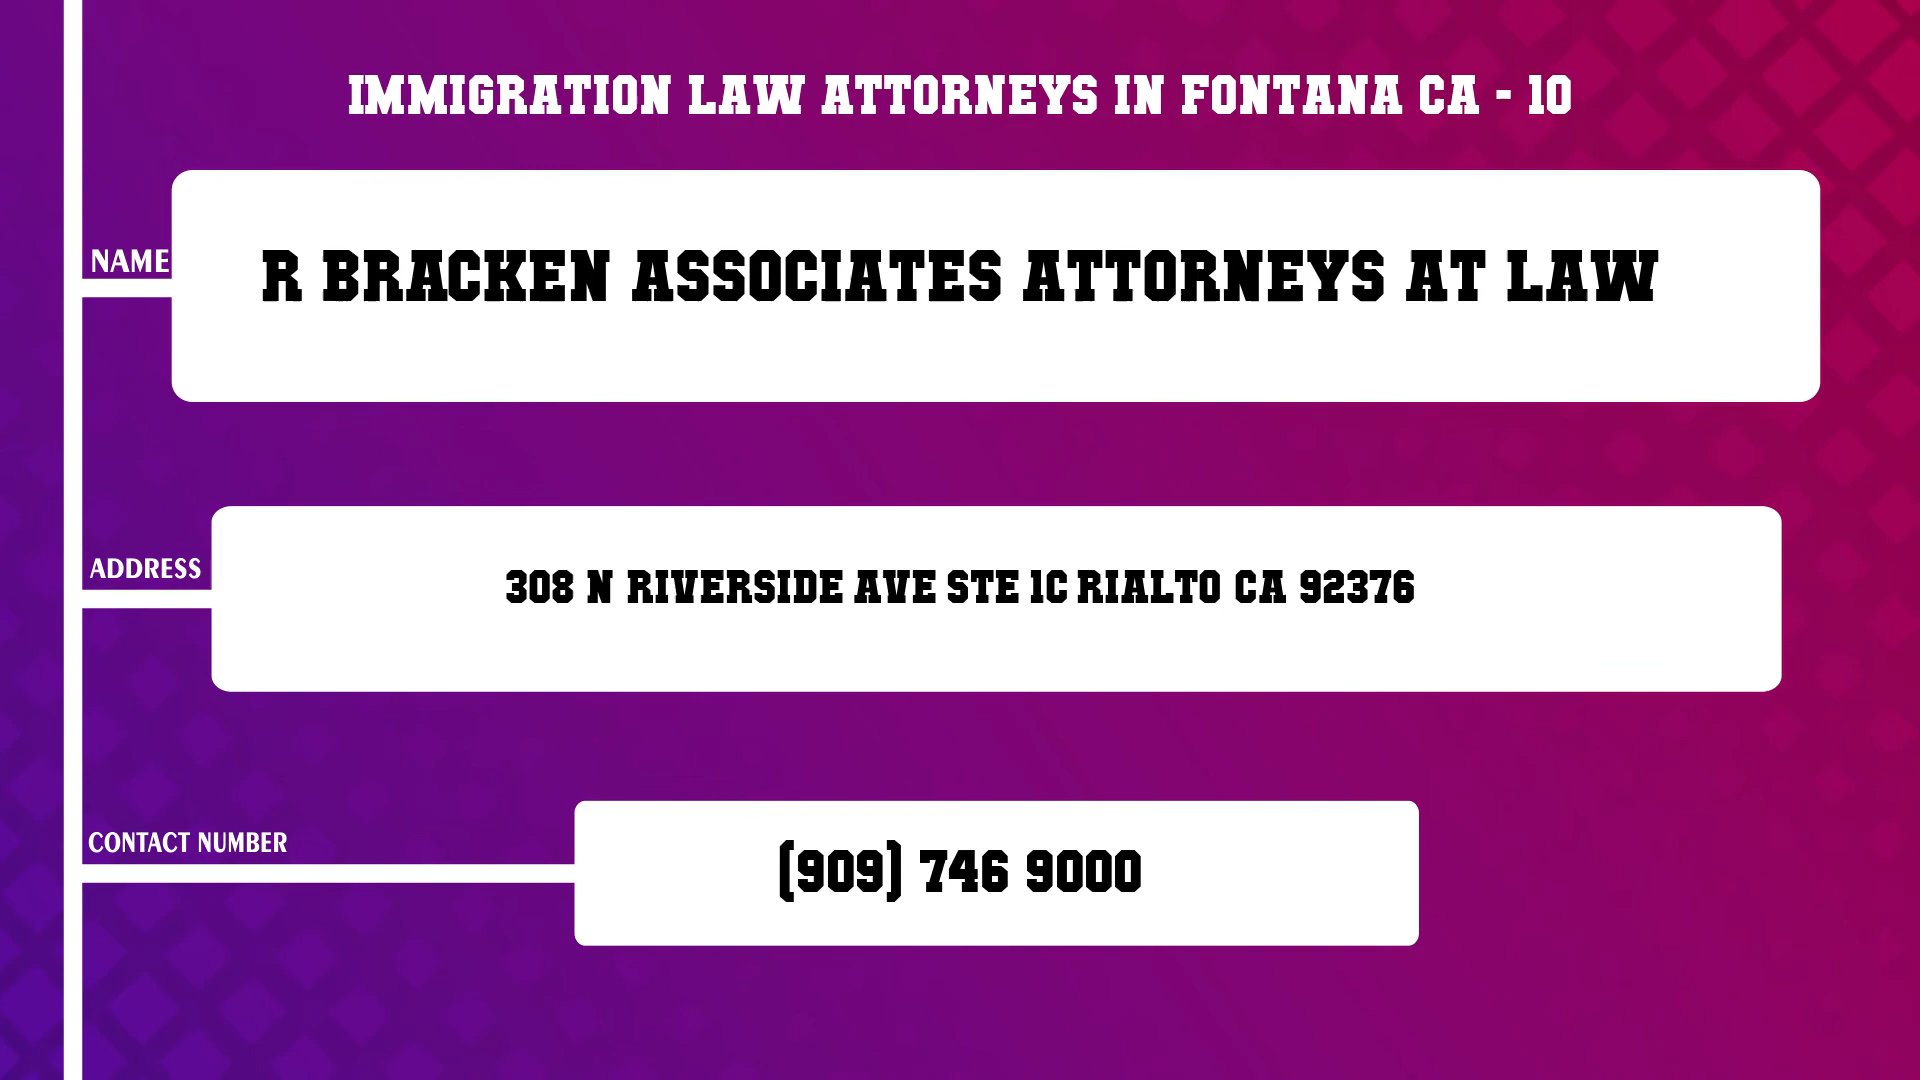 IMMIGRATION LAW ATTORNEYS IN FONTANA CA - 10
NAME
R BRACKEN ASSOCIATES ATTORNEYS AT LAW
ADDRESS
308 N RIVERSIDE AVE STE 1C RIALTO CA 92376
CONTACT NUMBER
(909) 746 9000